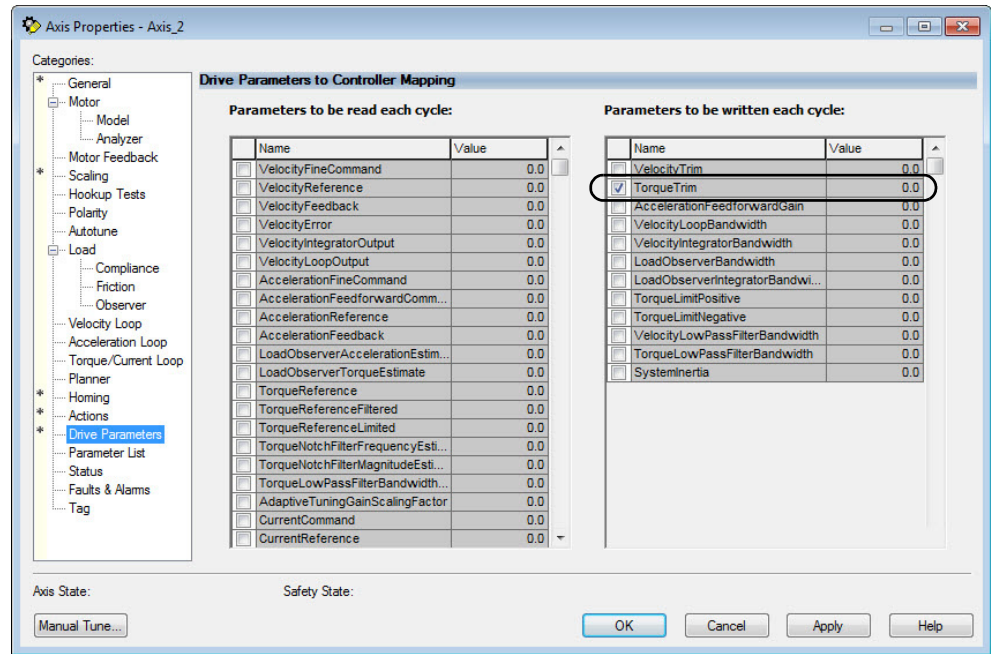 Axis Properties - Axis_2
Categories:
* General
Motor
Model
Analyzer
Motor Feedback
* Scaling
Hookup Tests
Polarity
Autotune
Load
Compliance
Friction
Observer
Velocity Loop
Acceleration Loop
Torque/Current Loop
Planner
* Homing
* Actions
* Drive Parameters
Parameter List
Status
Faults & Alarms
Tag
Drive Parameters to Controller Mapping
Parameters to be read each cycle:
Name Value
VelocityFineCommand 0.0
VelocityReference 0.0
VelocityFeedback 0.0
VelocityError 0.0
VelocityIntegratorOutput 0.0
VelocityLoopOutput 0.0
AccelerationFineCommand 0.0
AccelerationFeedforwardComm... 0.0
AccelerationReference 0.0
AccelerationFeedback 0.0
LoadObserverAccelerationEstim... 0.0
LoadObserverTorqueEstimate 0.0
TorqueReference 0.0
TorqueReferenceFiltered 0.0
TorqueReferenceLimited 0.0
TorqueNotchFilterFrequencyEsti... 0.0
TorqueNotchFilterMagnitudeEsti... 0.0
TorqueLowPassFilterBandwidth... 0.0
AdaptiveTuningGainScalingFactor 0.0
CurrentCommand 0.0
CurrentReference 0.0
Parameters to be written each cycle:
Name Value
VelocityTrim 0.0
TorqueTrim 0.0
AccelerationFeedforwardGain 0.0
VelocityLoopBandwidth 0.0
VelocityIntegratorBandwidth 0.0
LoadObserverBandwidth 0.0
LoadObserverIntegratorBandwi... 0.0
TorqueLimitPositive 0.0
TorqueLimitNegative 0.0
VelocityLowPassFilterBandwidth 0.0
TorqueLowPassFilterBandwidth 0.0
SystemInertia 0.0
Axis State:
Safety State:
Manual Tune...
OK
Cancel
Apply
Help